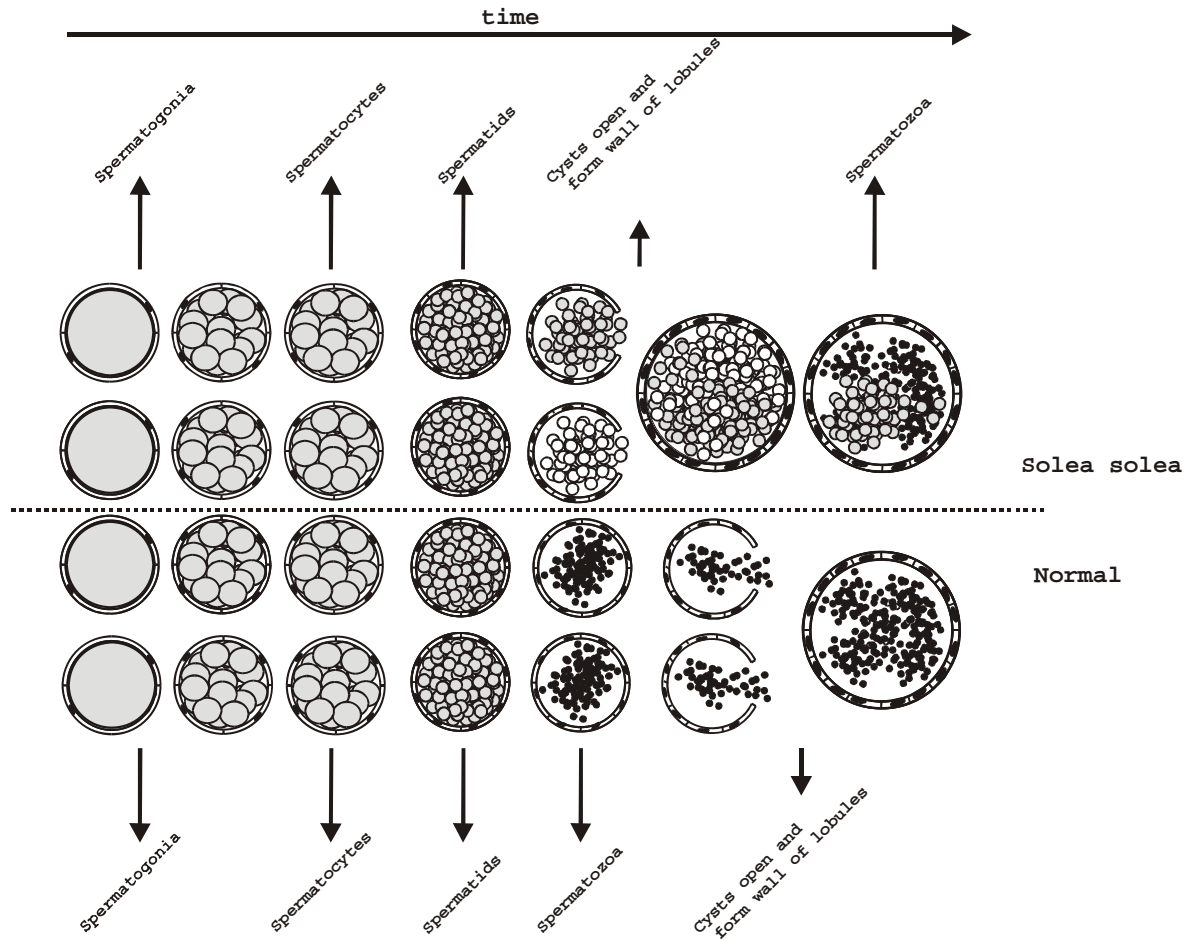 time
Spermatogonia
Spermatocytes
Spermatids
Cysts open and
form wall of lobules
Spermatozoa
Solea solea
Normal
Spermatogonia
Spermatocytes
Spermatids
Spermatozoa
Cysts open and
form wall of lobules